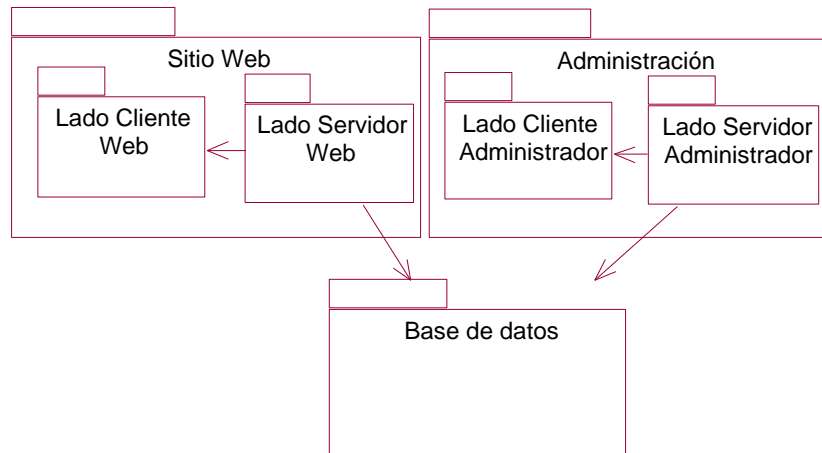 Sitio Web
Lado Cliente
Web
Lado Servidor
Web
Administración
Lado Cliente
Administrador
Lado Servidor
Administrador
Base de datos